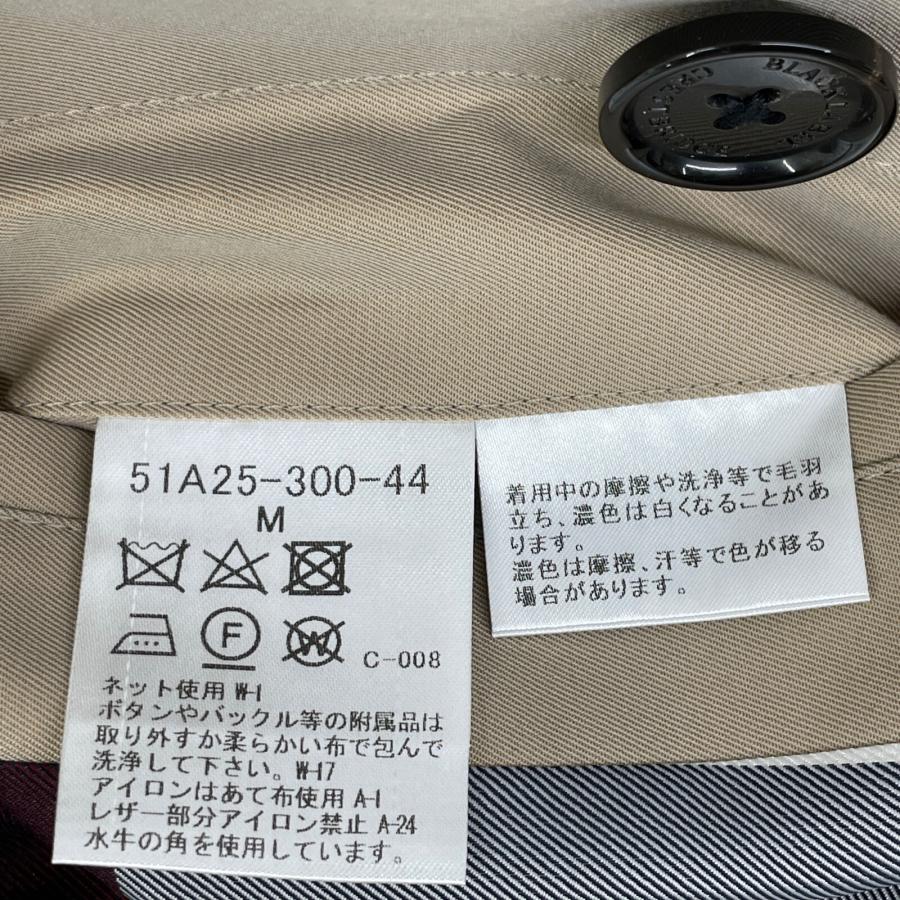 BLACK LABEL
CRESTBRIDGE
51A25-300-44
M
F
W
C-008
ネット使用 W-1
ボタンやバックル等の附属品は
取り外すか柔らかい布で包んで
洗浄して下さい。W-17
アイロンはあて布使用 A-1
レザー部分アイロン禁止 A-24
水牛の角を使用しています。
着用中の摩擦や洗浄等で毛羽
立ち、濃色は白くなることがあ
ります。
濃色は摩擦、汗等で色が移る
場合があります。